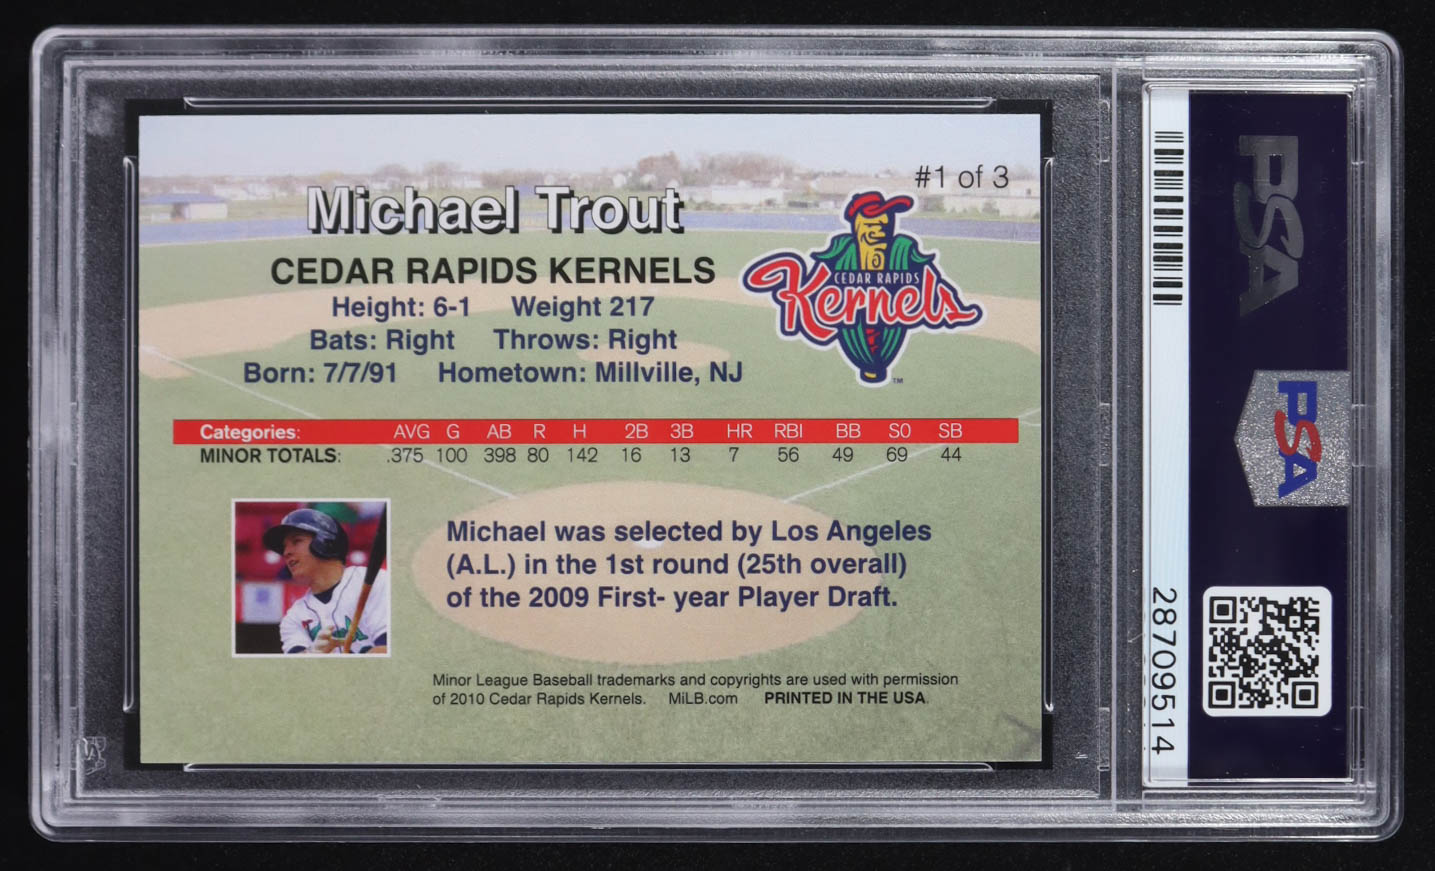 #1 of 3
Michael Trout
CEDAR RAPIDS KERNELS
Height: 6-1 Weight 217
Bats: Right Throws: Right
Born: 7/7/91 Hometown: Millville, NJ
CEDAR RAPIDS
Kernels
TM
Categories: AVG G AB R H 2B 3B HR RBI BB SO SB
MINOR TOTALS: .375 100 398 80 142 16 13 7 56 49 69 44
Michael was selected by Los Angeles
(A.L.) in the 1st round (25th overall)
of the 2009 First- year Player Draft.
Minor League Baseball trademarks and copyrights are used with permission
of 2010 Cedar Rapids Kernels. MiLB.com PRINTED IN THE USA
PSA
PSA
28709514